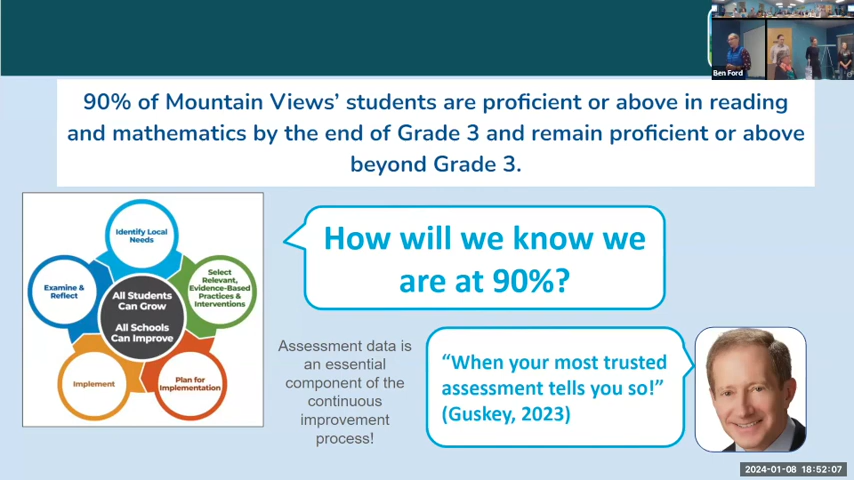 Ben Ford
90% of Mountain Views’ students are proficient or above in reading
and mathematics by the end of Grade 3 and remain proficient or above
beyond Grade 3.
Identify Local
Needs
Select
Relevant,
Evidence-Based
Practices &
Interventions
Plan for
Implementation
Implement
Examine &
Reflect
All Students
Can Grow
All Schools
Can Improve
How will we know we
are at 90%?
Assessment data is
an essential
component of the
continuous
improvement
process!
“When your most trusted
assessment tells you so!”
(Guskey, 2023)
2024-01-08 18:52:07